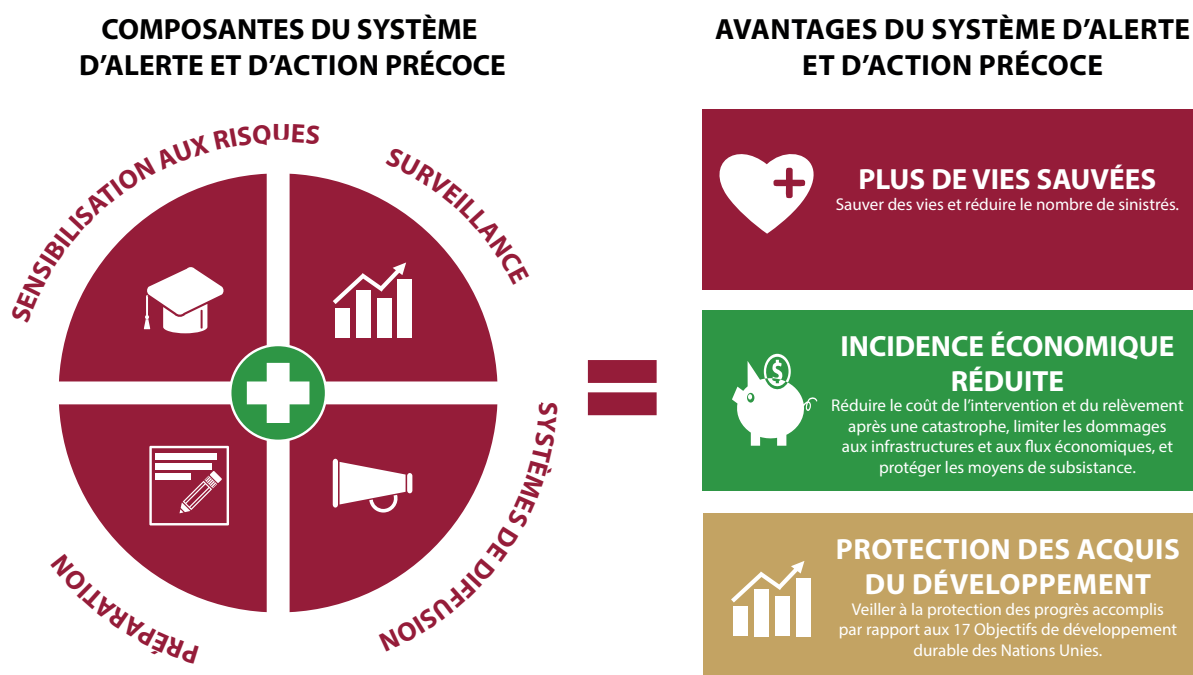 COMPOSANTES DU SYSTÈME
D'ALERTE ET D'ACTION PRÉCOCE
SENSIBILISATION AUX RISQUES
SURVEILLANCE
SYSTÈMES DE DIFFUSION
PRÉPARATION
AVANTAGES DU SYSTÈME D'ALERTE
ET D'ACTION PRÉCOCE
PLUS DE VIES SAUVÉES
Sauver des vies et réduire le nombre de sinistrés.
$
INCIDENCE ÉCONOMIQUE
RÉDUITE
Réduire le coût de l'intervention et du relèvement
après une catastrophe, limiter les dommages
aux infrastructures et aux flux économiques, et
protéger les moyens de subsistance.
PROTECTION DES ACQUIS
DU DÉVELOPPEMENT
Veiller à la protection des progrès accomplis
par rapport aux 17 Objectifs de développement
durable des Nations Unies.